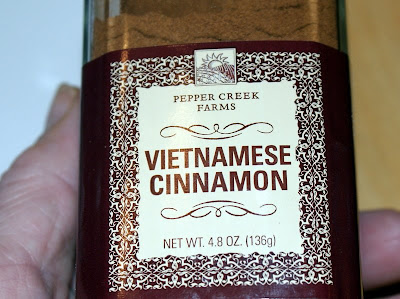 PEPPER CREEK
FARMS
VIETNAMESE
CINNAMON
NET WT. 4.8 OZ. (136g)